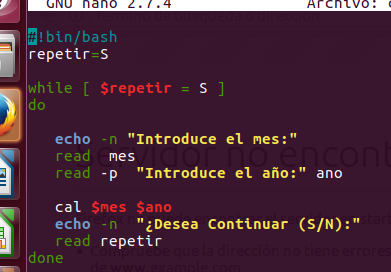 GNU nano 2.7.4 Archivo: c
#!bin/bash
repetir=S
while [ $repetir = S ]
do
echo -n "Introduce el mes:"
read mes
read -p "Introduce el año:" ano
cal $mes $ano
echo -n "¿Desea Continuar (S/N):"
read repetir
done